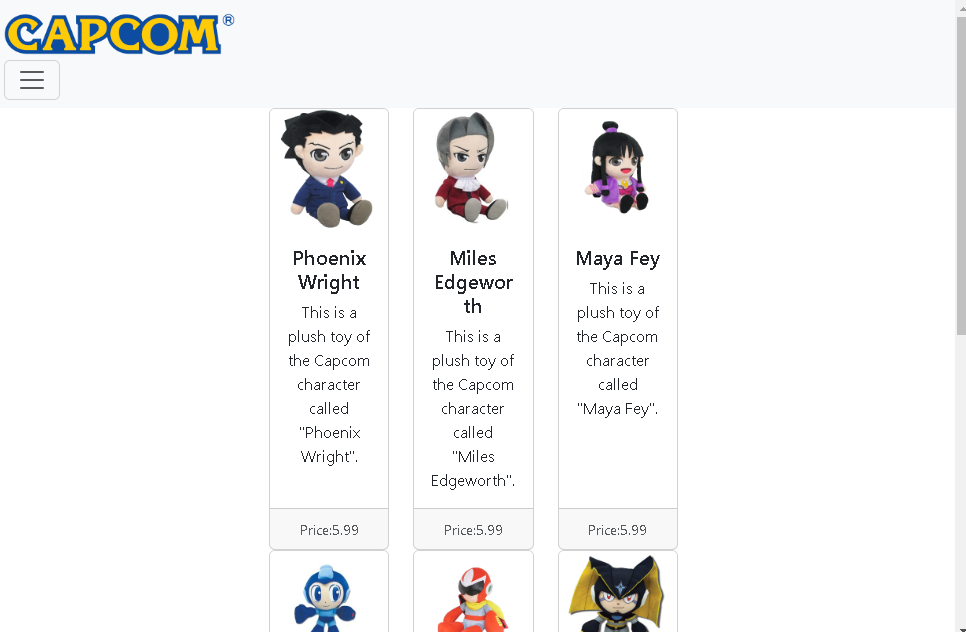 CAPCOM®
Phoenix
Wright
This is a
plush toy of
the Capcom
character
called
"Phoenix
Wright".
Price:5.99
Miles
Edgewor
th
This is a
plush toy of
the Capcom
character
called
"Miles
Edgeworth".
Price:5.99
Maya Fey
This is a
plush toy of
the Capcom
character
called
"Maya Fey".
Price:5.99